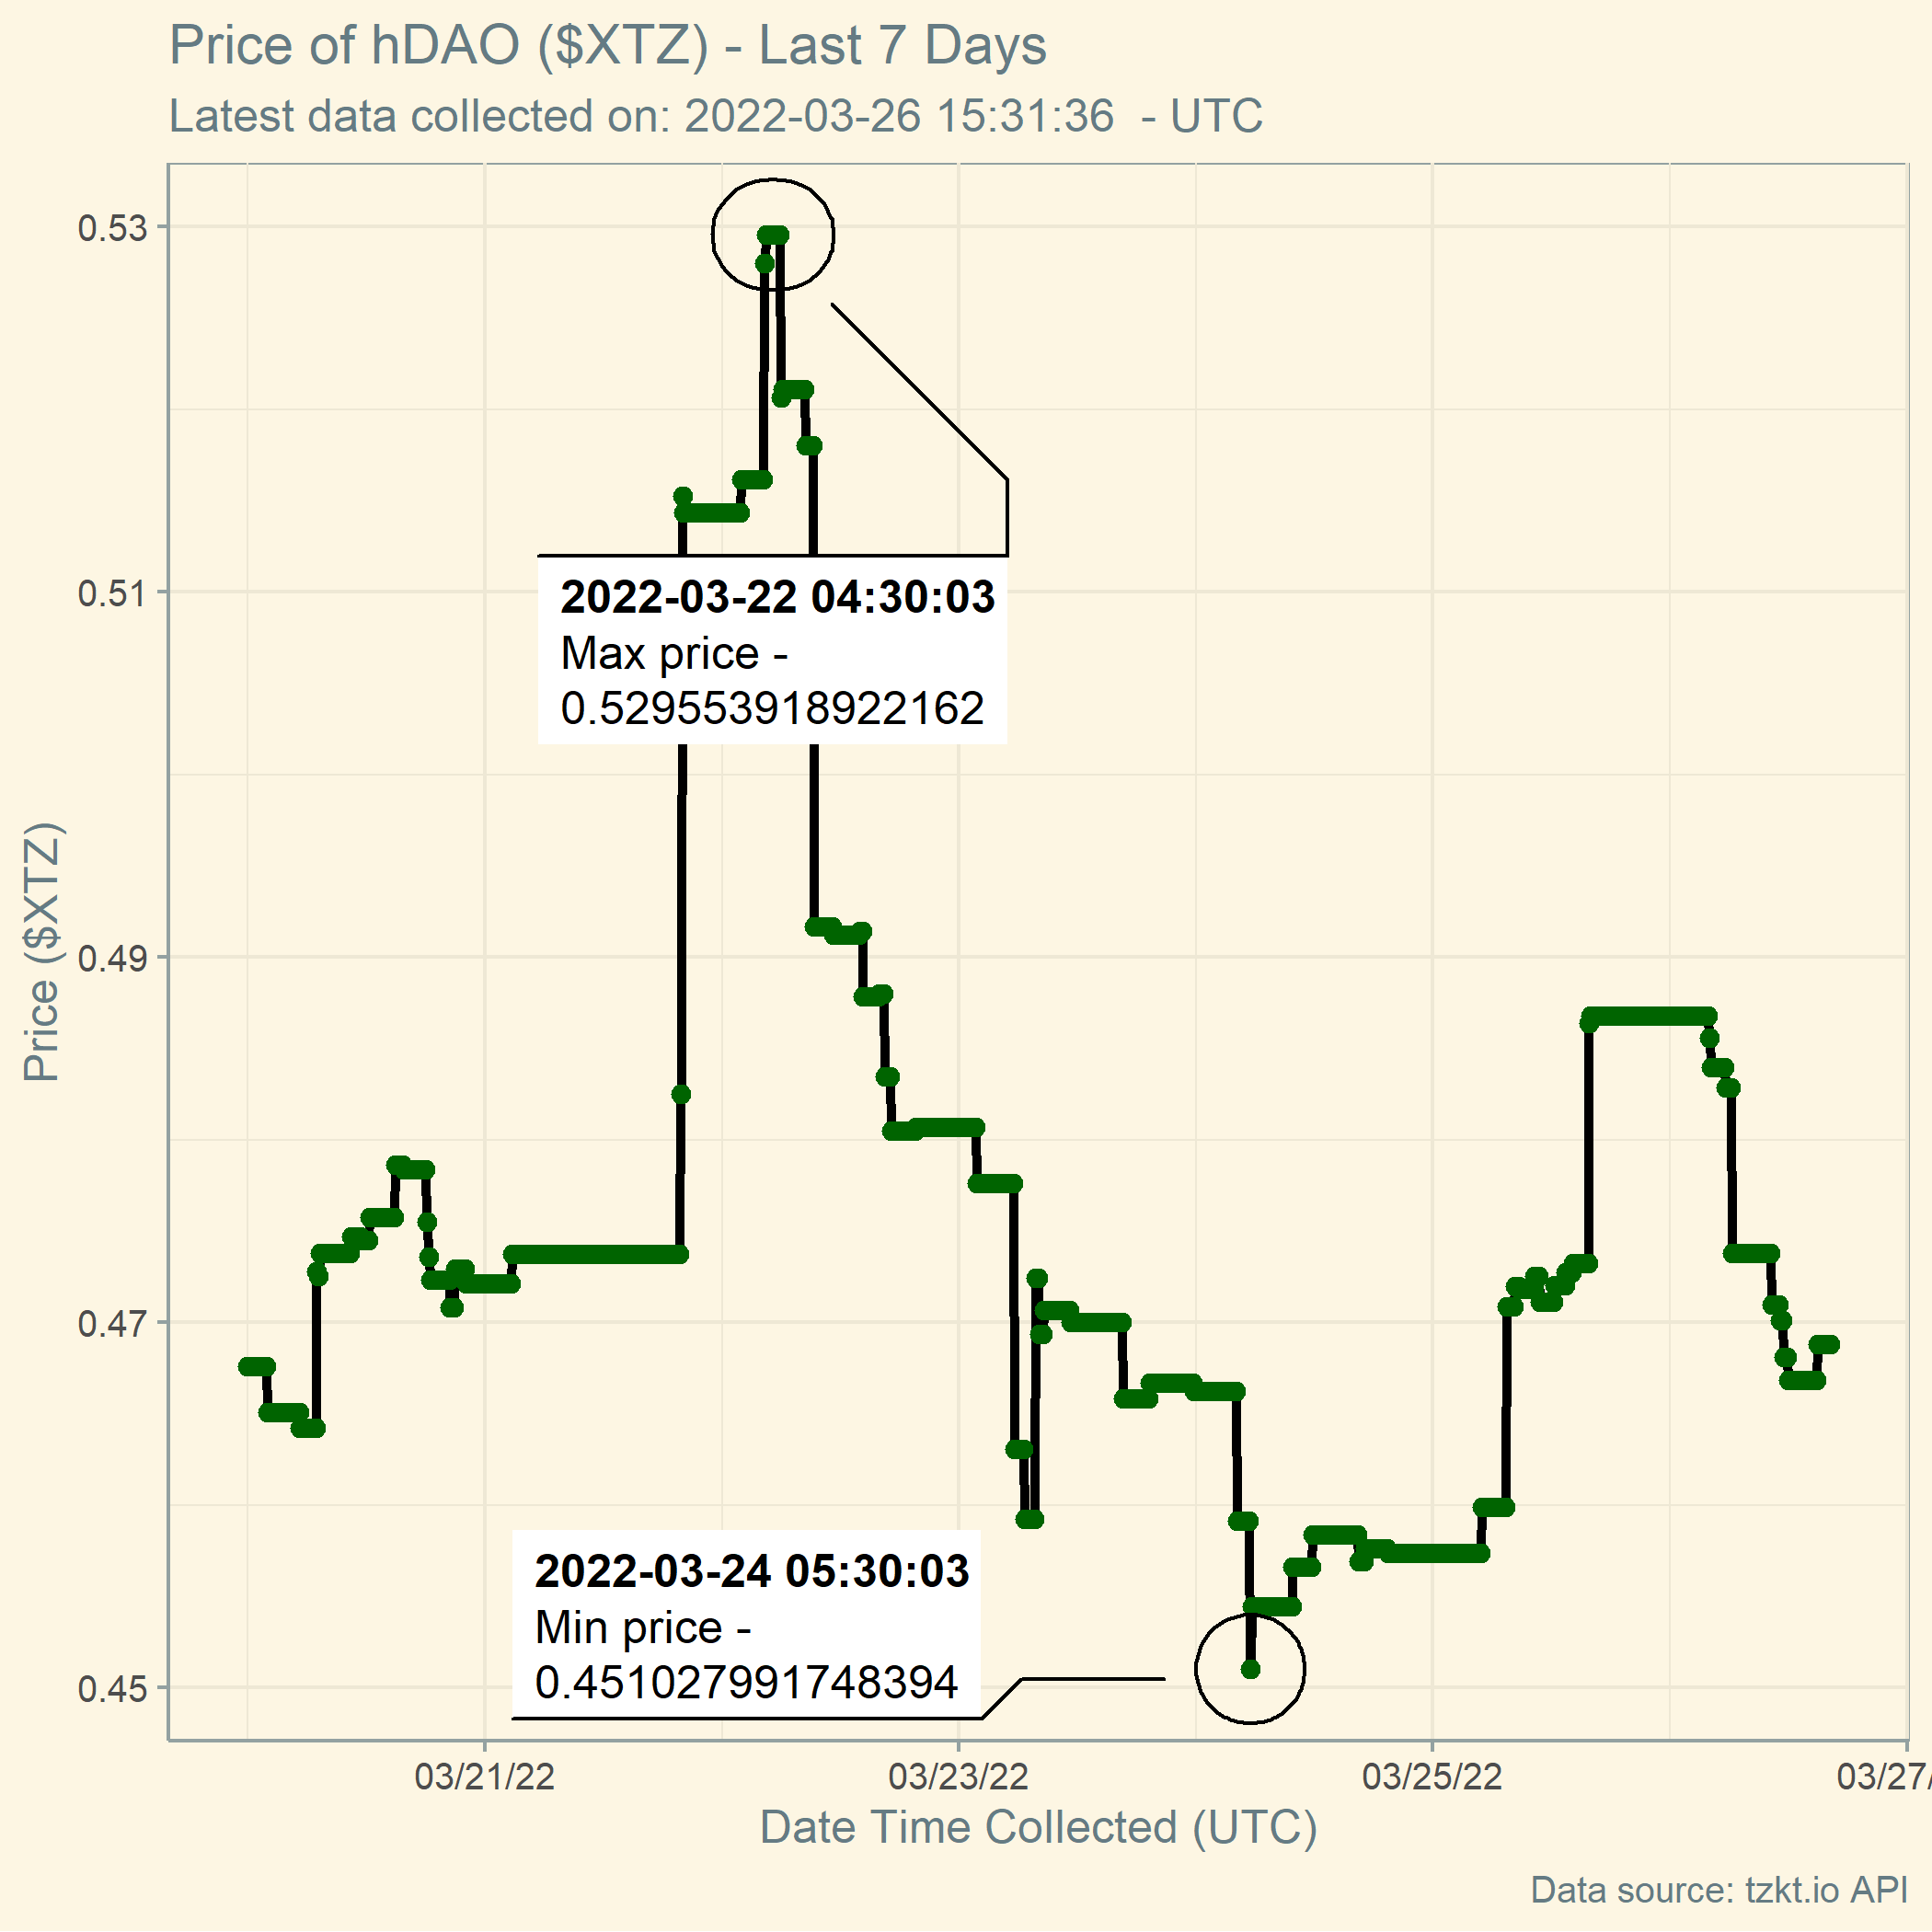 Price of hDAO ($XTZ) - Last 7 Days
Latest data collected on: 2022-03-26 15:31:36  - UTC
Price ($XTZ)
0.53
0.51
0.49
0.47
0.45
2022-03-22 04:30:03
Max price -
0.529553918922162
2022-03-24 05:30:03
Min price -
0.451027991748394
03/21/22
03/23/22
03/25/22
03/27/
Date Time Collected (UTC)
Data source: tzkt.io API